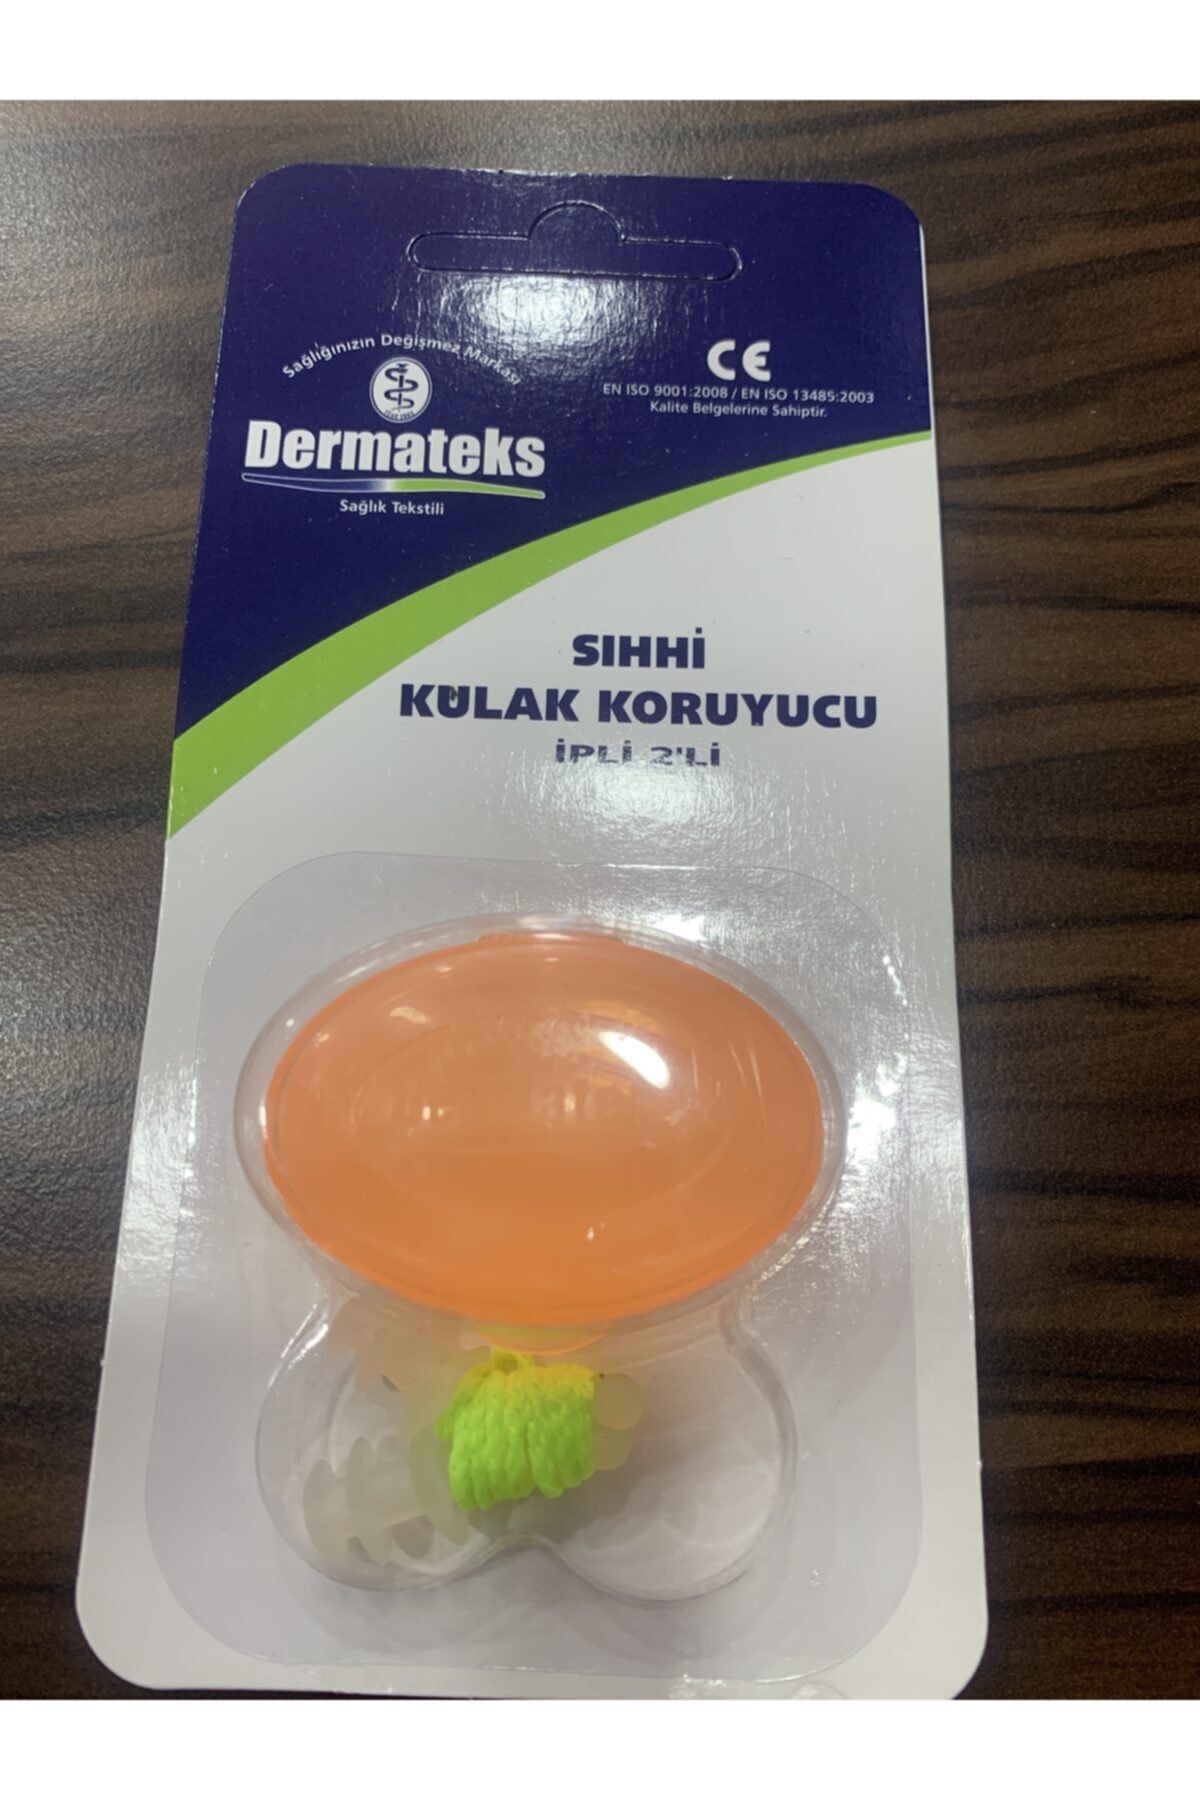 Sağlığınızın Değişmez Markası
Dermateks
Sağlık Tekstili
CE
EN ISO 9001:2008 / EN ISO 13485:2003
Kalite Belgelerine Sahiptir.
SIHHİ
KULAK KORUYUCU
İPLİ 2'Lİ